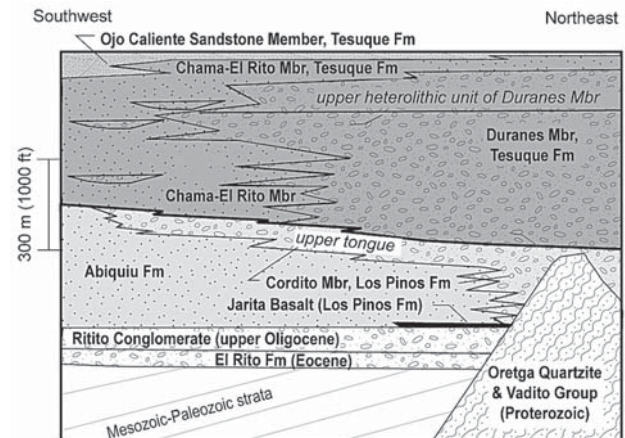 Southwest
Northeast
Ojo Caliente Sandstone Member, Tesuque Fm
Chama-El Rito Mbr, Tesuque Fm
upper heterolithic unit of Duranes Mbr
Duranes Mbr,
Tesuque Fm
300 m (1000 ft)
Chama-El Rito Mbr
upper tongue
Abiquiu Fm
Cordito Mbr, Los Pinos Fm
Jarita Basalt (Los Pinos Fm)
Ritito Conglomerate (upper Oligocene)
El Rito Fm (Eocene)
Oretga Quartzite
& Vadito Group
(Proterozoic)
Mesozoic-Paleozoic strata